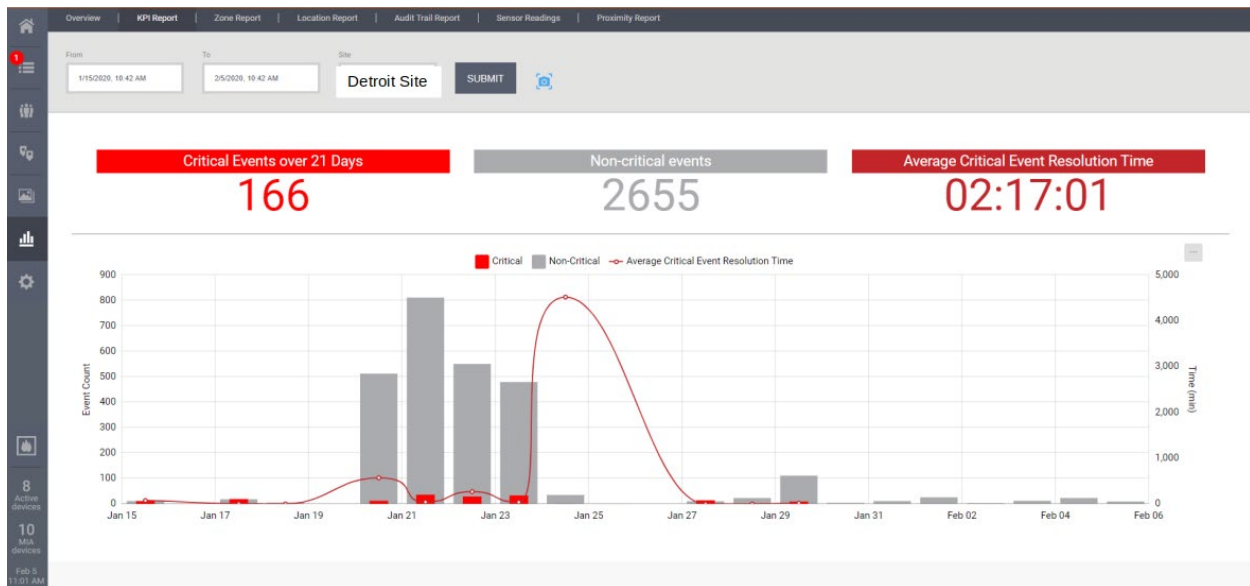 Overview | KPI Report | Zone Report | Location Report | Audit Trail Report | Sensor Readings | Proximity Report
1
From To Site
1/15/2020, 10:42 AM 2/5/2020, 10:42 AM Detroit Site SUBMIT
Critical Events over 21 Days Non-critical events Average Critical Event Resolution Time
166 2655 02:17:01
...
Critical Non-Critical Average Critical Event Resolution Time
900 5,000
800
700 4,000
600
500 3,000
400
300 2,000
200
100 1,000
0 0
Event Count
Time (min)
Jan 15 Jan 17 Jan 19 Jan 21 Jan 23 Jan 25 Jan 27 Jan 29 Jan 31 Feb 02 Feb 04 Feb 06
8
Active
devices
10
MIA
devices
Feb 5
11:01 AM